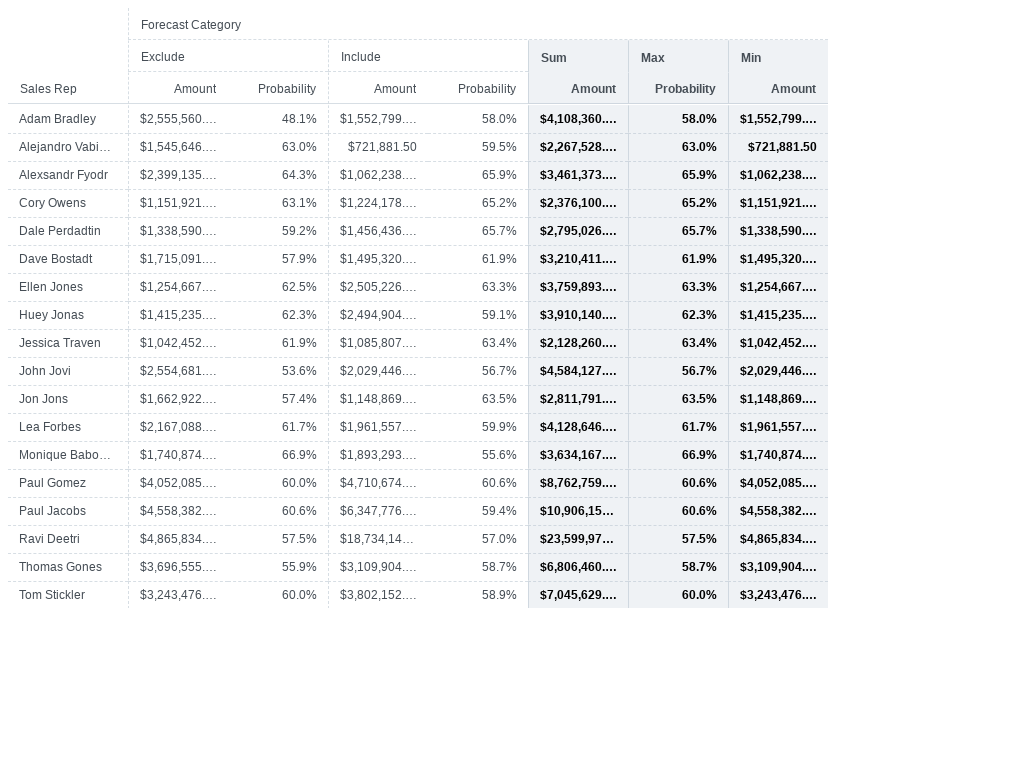 Forecast Category
Exclude Include Sum Max Min
Sales Rep Amount Probability Amount Probability Amount Probability Amount
Adam Bradley $2,555,560.… 48.1% $1,552,799.… 58.0% $4,108,360.… 58.0% $1,552,799.…
Alejandro Vabi… $1,545,646.… 63.0% $721,881.50 59.5% $2,267,528.… 63.0% $721,881.50
Alexsandr Fyodr $2,399,135.… 64.3% $1,062,238.… 65.9% $3,461,373.… 65.9% $1,062,238.…
Cory Owens $1,151,921.… 63.1% $1,224,178.… 65.2% $2,376,100.… 65.2% $1,151,921.…
Dale Perdadtin $1,338,590.… 59.2% $1,456,436.… 65.7% $2,795,026.… 65.7% $1,338,590.…
Dave Bostadt $1,715,091.… 57.9% $1,495,320.… 61.9% $3,210,411.… 61.9% $1,495,320.…
Ellen Jones $1,254,667.… 62.5% $2,505,226.… 63.3% $3,759,893.… 63.3% $1,254,667.…
Huey Jonas $1,415,235.… 62.3% $2,494,904.… 59.1% $3,910,140.… 62.3% $1,415,235.…
Jessica Traven $1,042,452.… 61.9% $1,085,807.… 63.4% $2,128,260.… 63.4% $1,042,452.…
John Jovi $2,554,681.… 53.6% $2,029,446.… 56.7% $4,584,127.… 56.7% $2,029,446.…
Jon Jons $1,662,922.… 57.4% $1,148,869.… 63.5% $2,811,791.… 63.5% $1,148,869.…
Lea Forbes $2,167,088.… 61.7% $1,961,557.… 59.9% $4,128,646.… 61.7% $1,961,557.…
Monique Babo… $1,740,874.… 66.9% $1,893,293.… 55.6% $3,634,167.… 66.9% $1,740,874.…
Paul Gomez $4,052,085.… 60.0% $4,710,674.… 60.6% $8,762,759.… 60.6% $4,052,085.…
Paul Jacobs $4,558,382.… 60.6% $6,347,776.… 59.4% $10,906,15… 60.6% $4,558,382.…
Ravi Deetri $4,865,834.… 57.5% $18,734,14… 57.0% $23,599,97… 57.5% $4,865,834.…
Thomas Gones $3,696,555.… 55.9% $3,109,904.… 58.7% $6,806,460.… 58.7% $3,109,904.…
Tom Stickler $3,243,476.… 60.0% $3,802,152.… 58.9% $7,045,629.… 60.0% $3,243,476.…